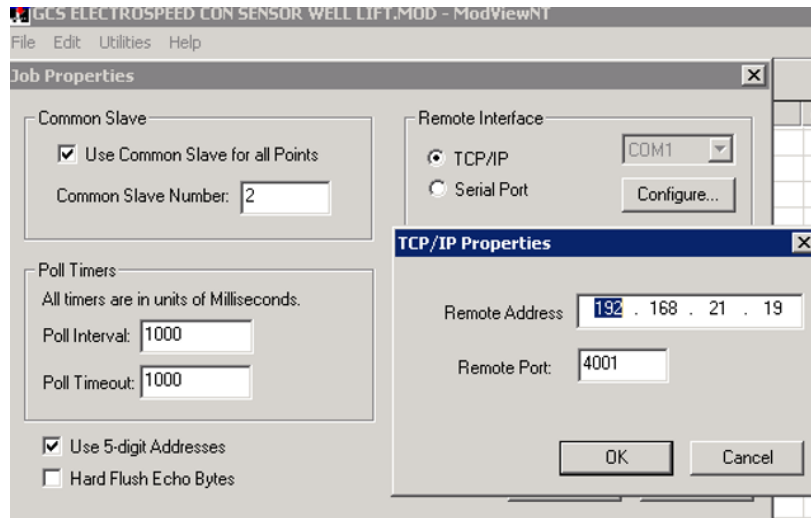 GCS ELECTROSPEED CON SENSOR WELL LIFT.MOD - ModViewNT
File Edit Utilities Help
Job Properties
Common Slave
Use Common Slave for all Points
Common Slave Number: 2
Remote Interface
TCP/IP
COM1
Serial Port
Configure...
Poll Timers
All timers are in units of Milliseconds.
Poll Interval: 1000
Poll Timeout: 1000
Use 5-digit Addresses
Hard Flush Echo Bytes
TCP/IP Properties
Remote Address 192 . 168 . 21 . 19
Remote Port: 4001
OK Cancel